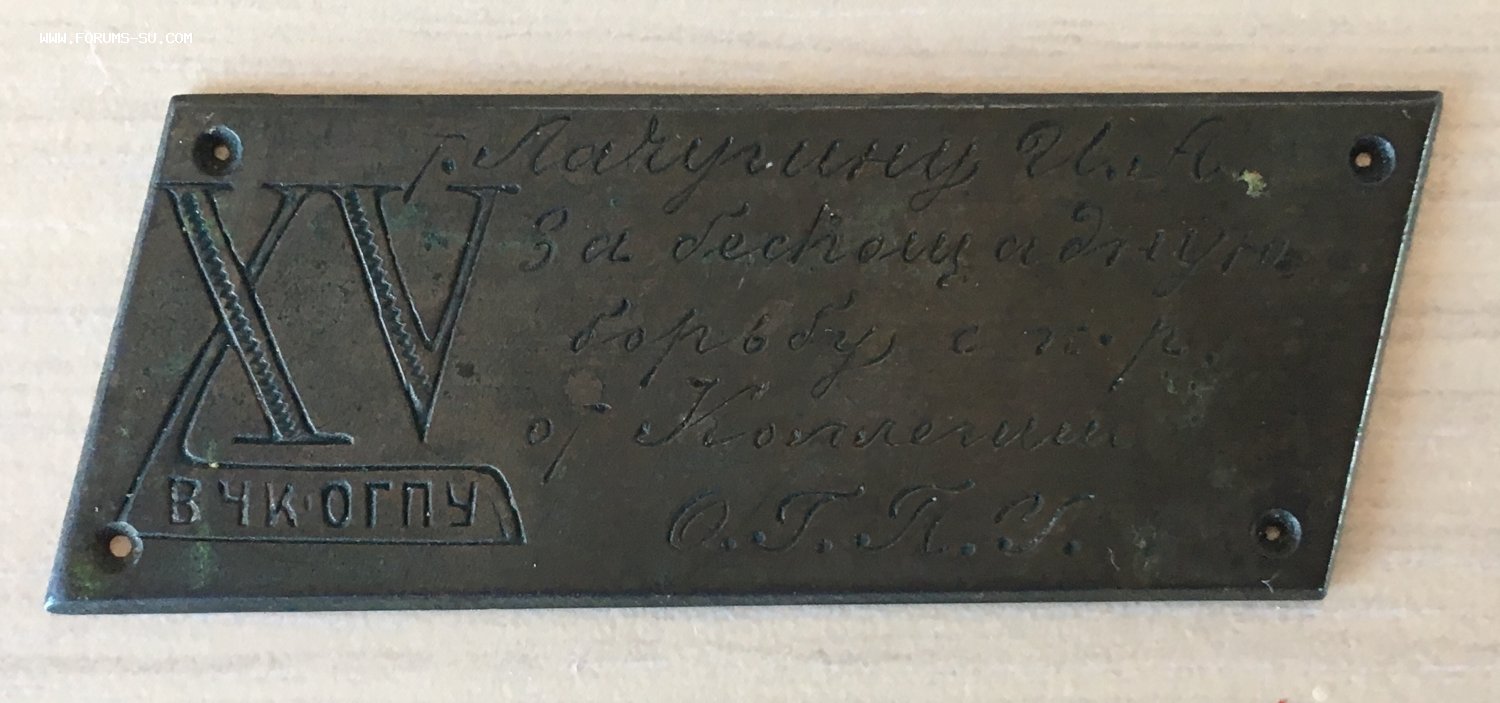 WWW.FORUMS-SU.COM
т. Лачугину И. А.
За беспощадную
борьбу с к.р.
от Коллегии
О.Г.П.У.
XV
ВЧК·ОГПУ